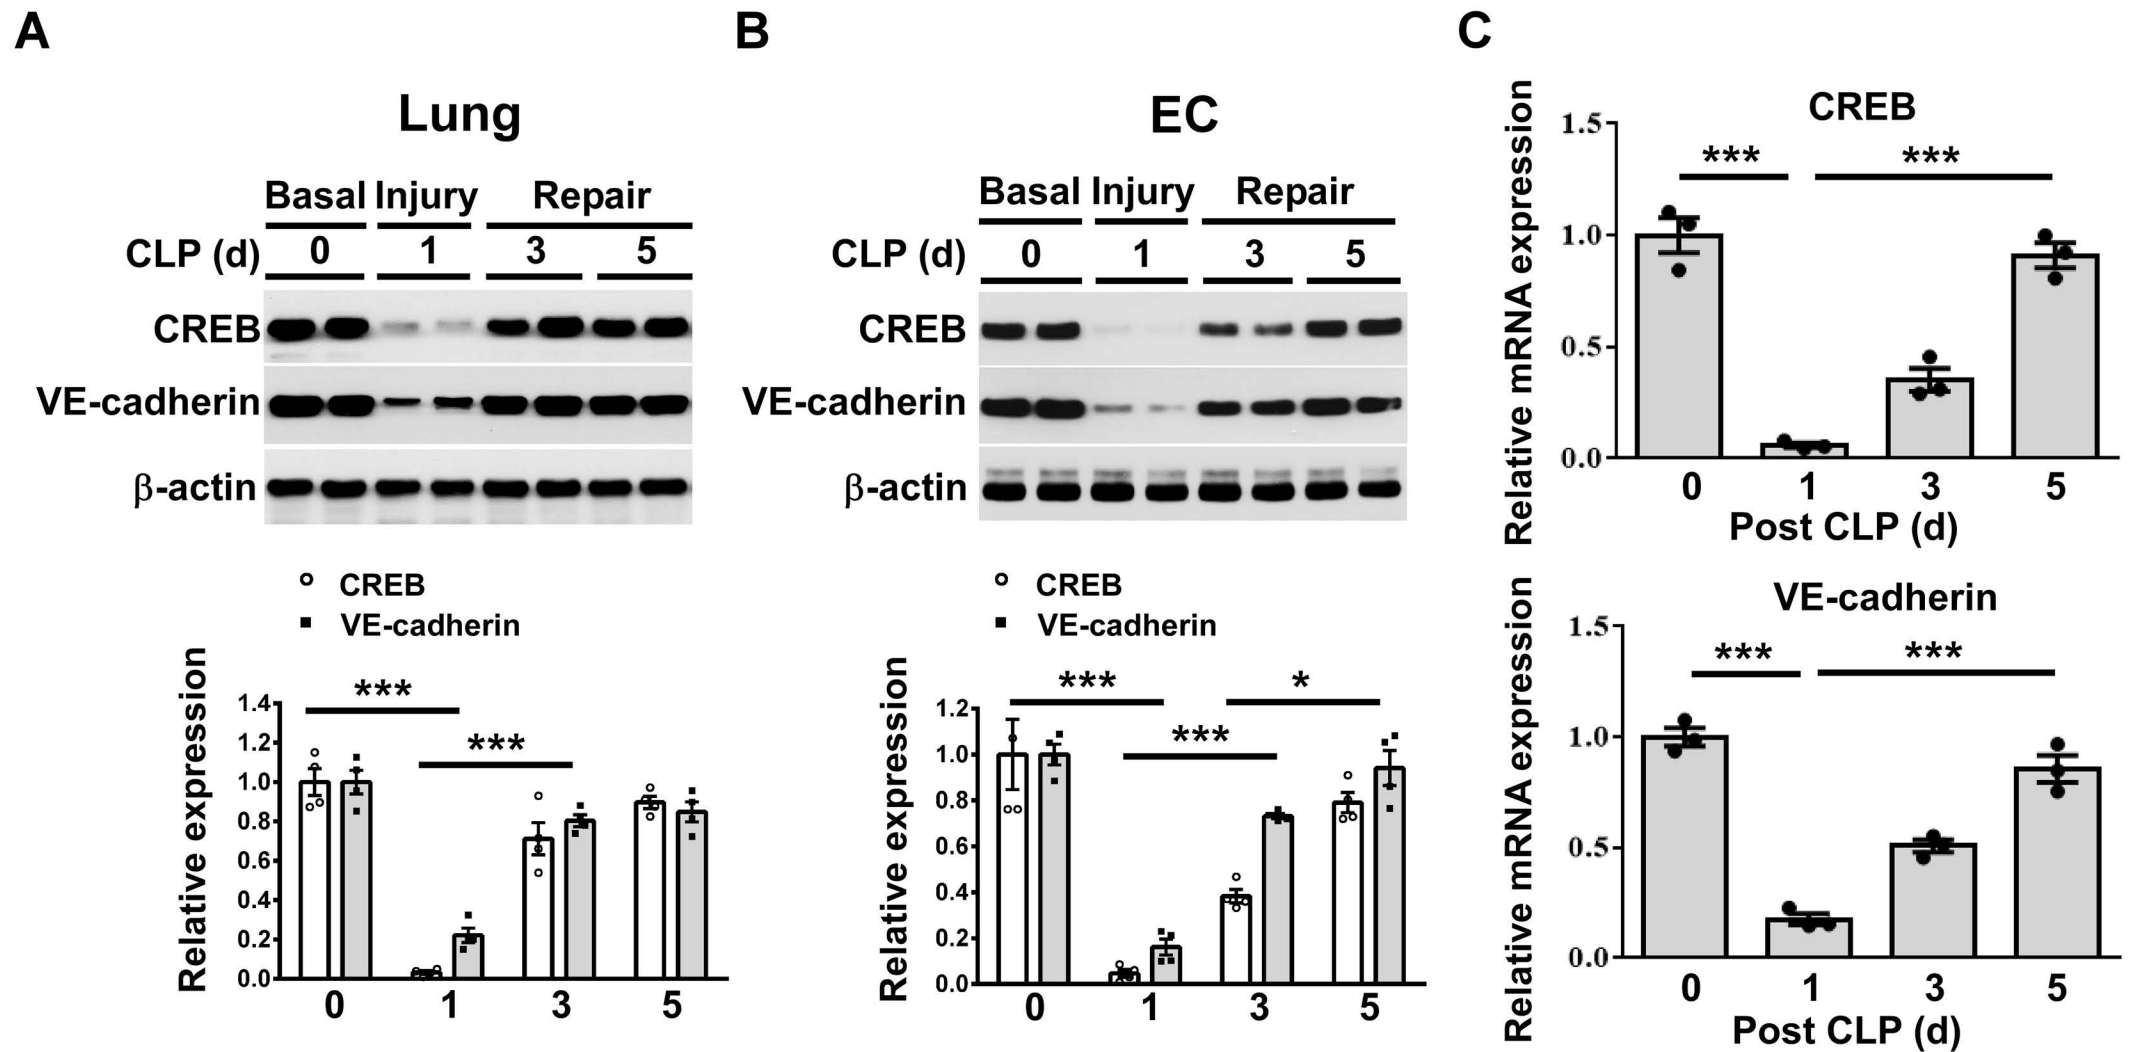 A
Lung
Basal Injury Repair
CLP (d) 0 1 3 5
CREB
VE-cadherin
β-actin
CREB
VE-cadherin
Relative expression
1.4
1.2
1.0
0.8
0.6
0.4
0.2
0.0
***
***
0 1 3 5
B
EC
Basal Injury Repair
CLP (d) 0 1 3 5
CREB
VE-cadherin
β-actin
CREB
VE-cadherin
Relative expression
1.2
1.0
0.8
0.6
0.4
0.2
0.0
***
***
*
0 1 3 5
C
CREB
Relative mRNA expression
1.5
1.0
0.5
0.0
***
***
0 1 3 5
Post CLP (d)
VE-cadherin
Relative mRNA expression
1.5
1.0
0.5
0.0
***
***
0 1 3 5
Post CLP (d)